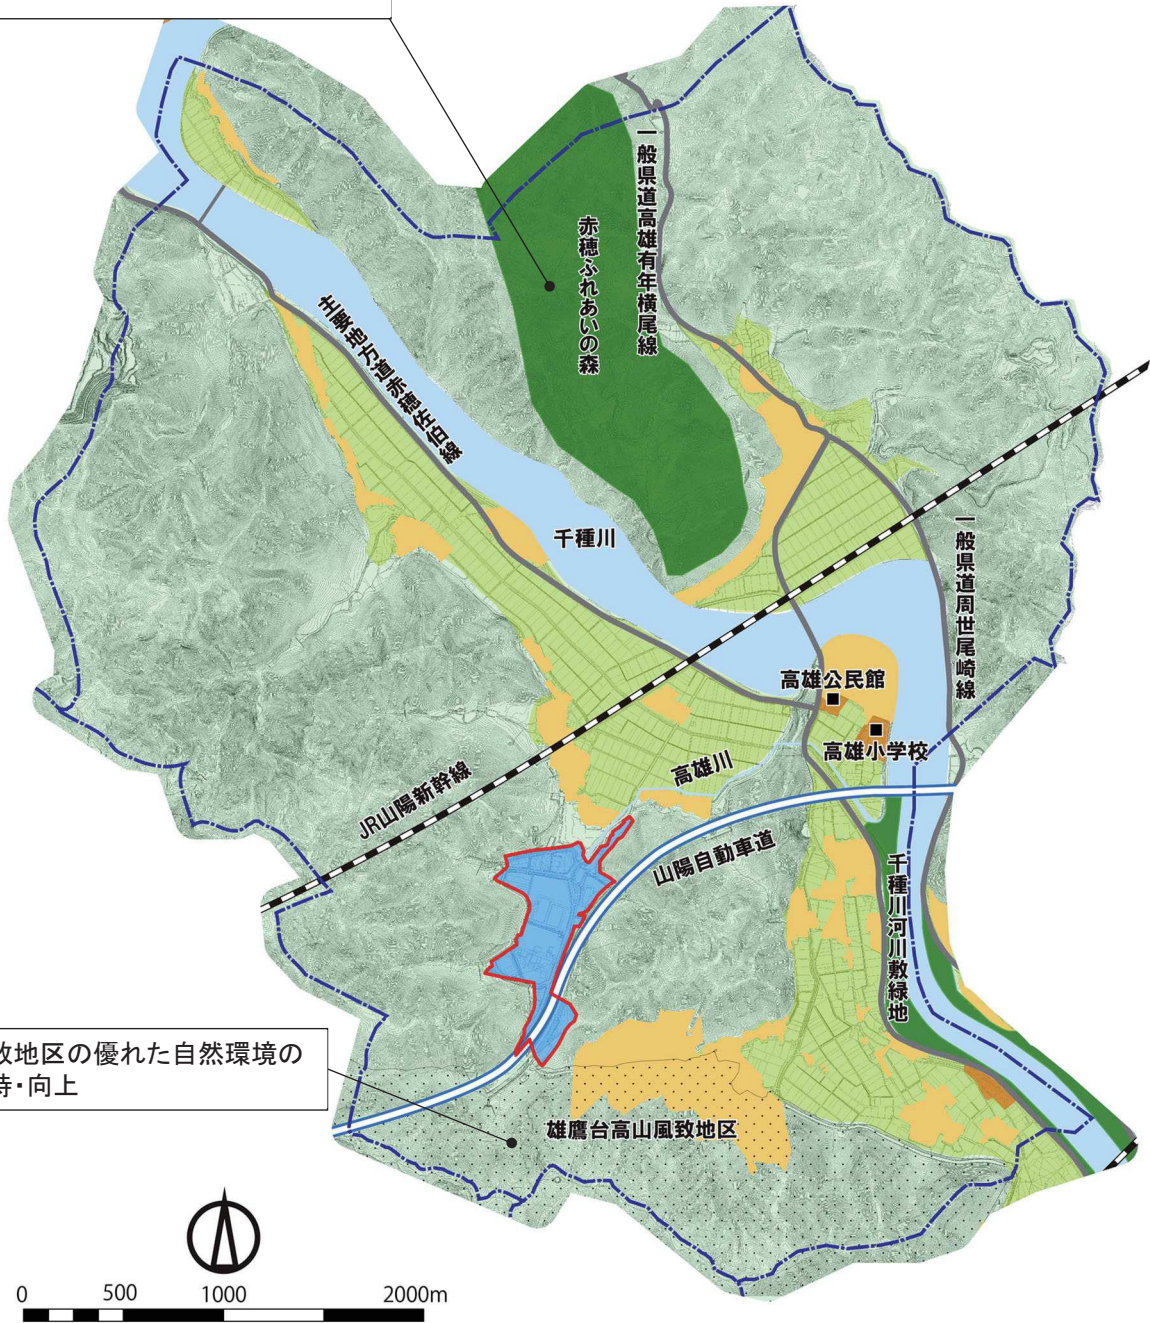 一般県道高雄有年横尾線
赤穂ふれあいの森
主要地方道赤穂佐伯線
千種川
一般県道周世尾崎線
高雄公民館
高雄小学校
高雄川
JR山陽新幹線
山陽自動車道
千種川河川敷緑地
致地区の優れた自然環境の
持・向上
雄鷹台高山風致地区
0 500 1000 2000m